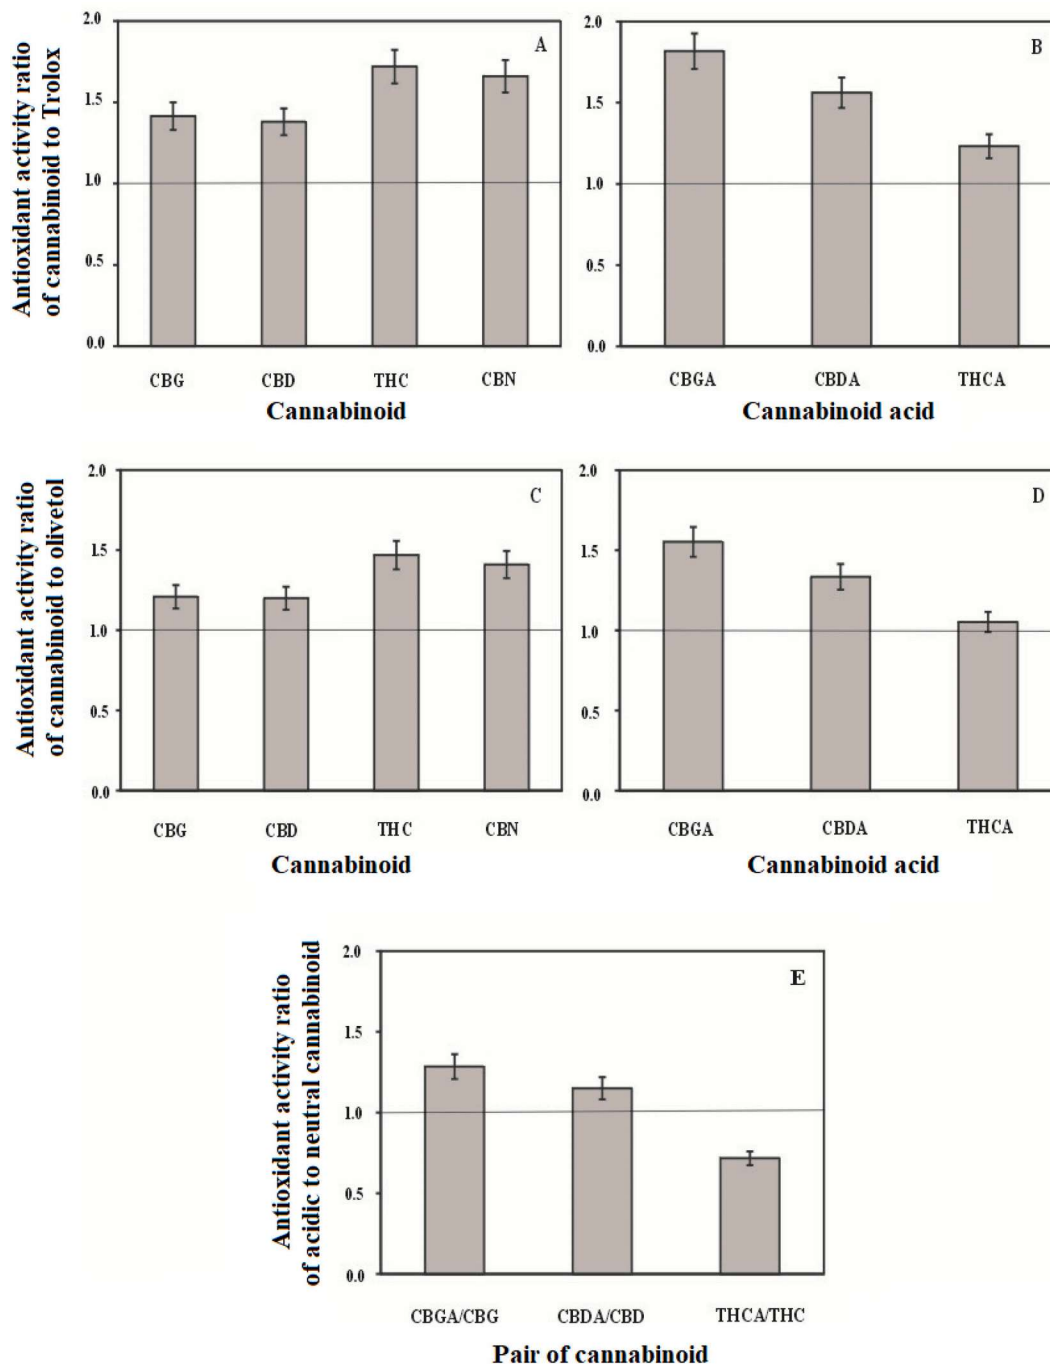 Antioxidant activity ratio
of cannabinoid to Trolox
2.0
1.5
1.0
0.5
0.0
A
CBG CBD THC CBN
Cannabinoid
2.0
1.5
1.0
0.5
0.0
B
CBGA CBDA THCA
Cannabinoid acid
Antioxidant activity ratio
of cannabinoid to olivetol
2.0
1.5
1.0
0.5
0.0
C
CBG CBD THC CBN
Cannabinoid
2.0
1.5
1.0
0.5
0.0
D
CBGA CBDA THCA
Cannabinoid acid
Antioxidant activity ratio
of acidic to neutral cannabinoid
2.0
1.5
1.0
0.5
0.0
E
CBGA/CBG CBDA/CBD THCA/THC
Pair of cannabinoid